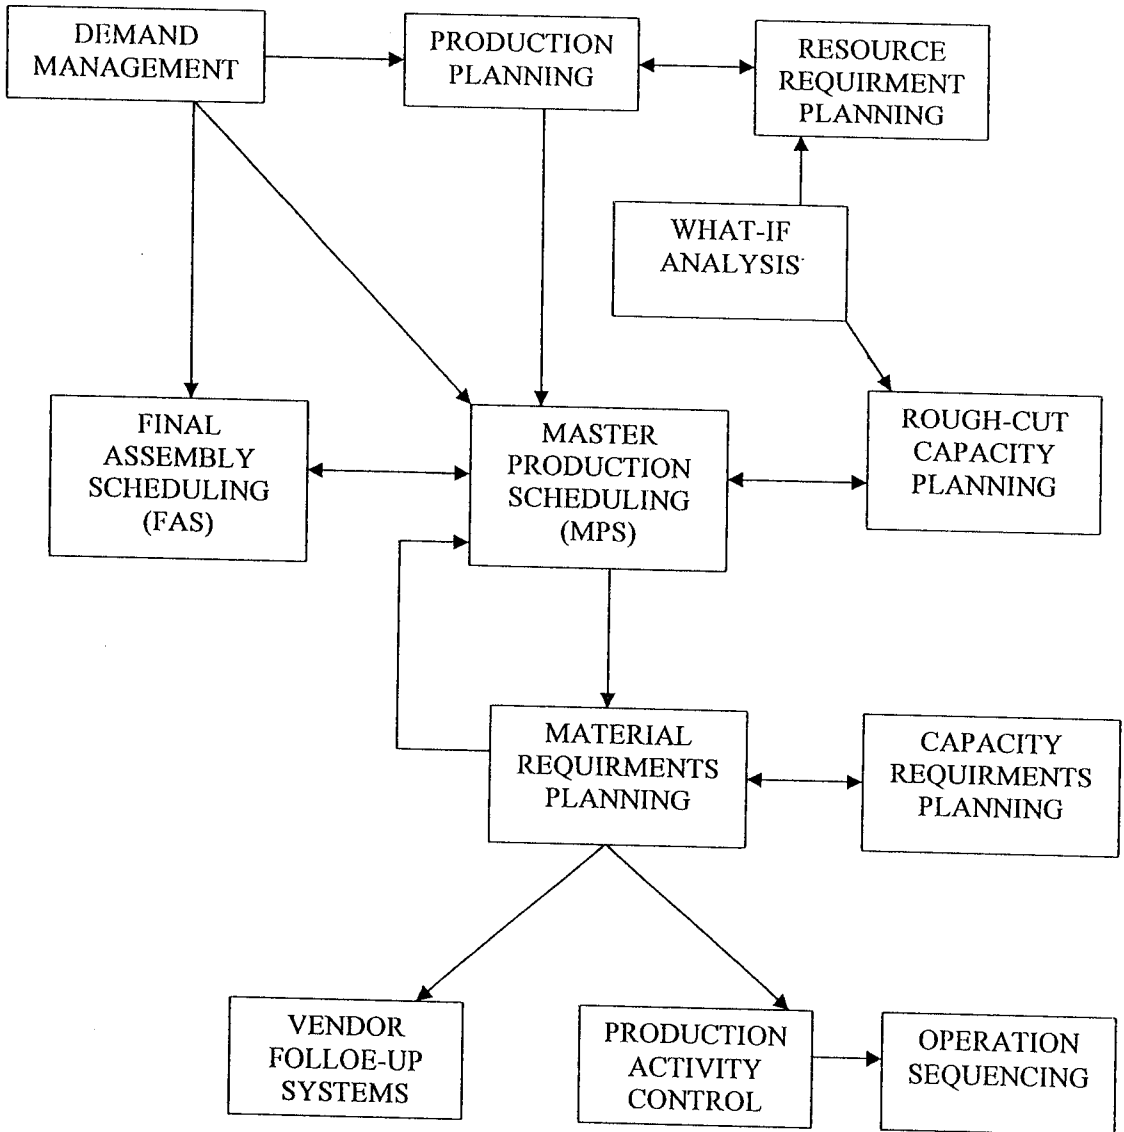 DEMAND
MANAGEMENT
PRODUCTION
PLANNING
RESOURCE
REQUIRMENT
PLANNING
WHAT-IF
ANALYSIS
FINAL
ASSEMBLY
SCHEDULING
(FAS)
MASTER
PRODUCTION
SCHEDULING
(MPS)
ROUGH-CUT
CAPACITY
PLANNING
MATERIAL
REQUIRMENTS
PLANNING
CAPACITY
REQUIRMENTS
PLANNING
VENDOR
FOLLOE-UP
SYSTEMS
PRODUCTION
ACTIVITY
CONTROL
OPERATION
SEQUENCING